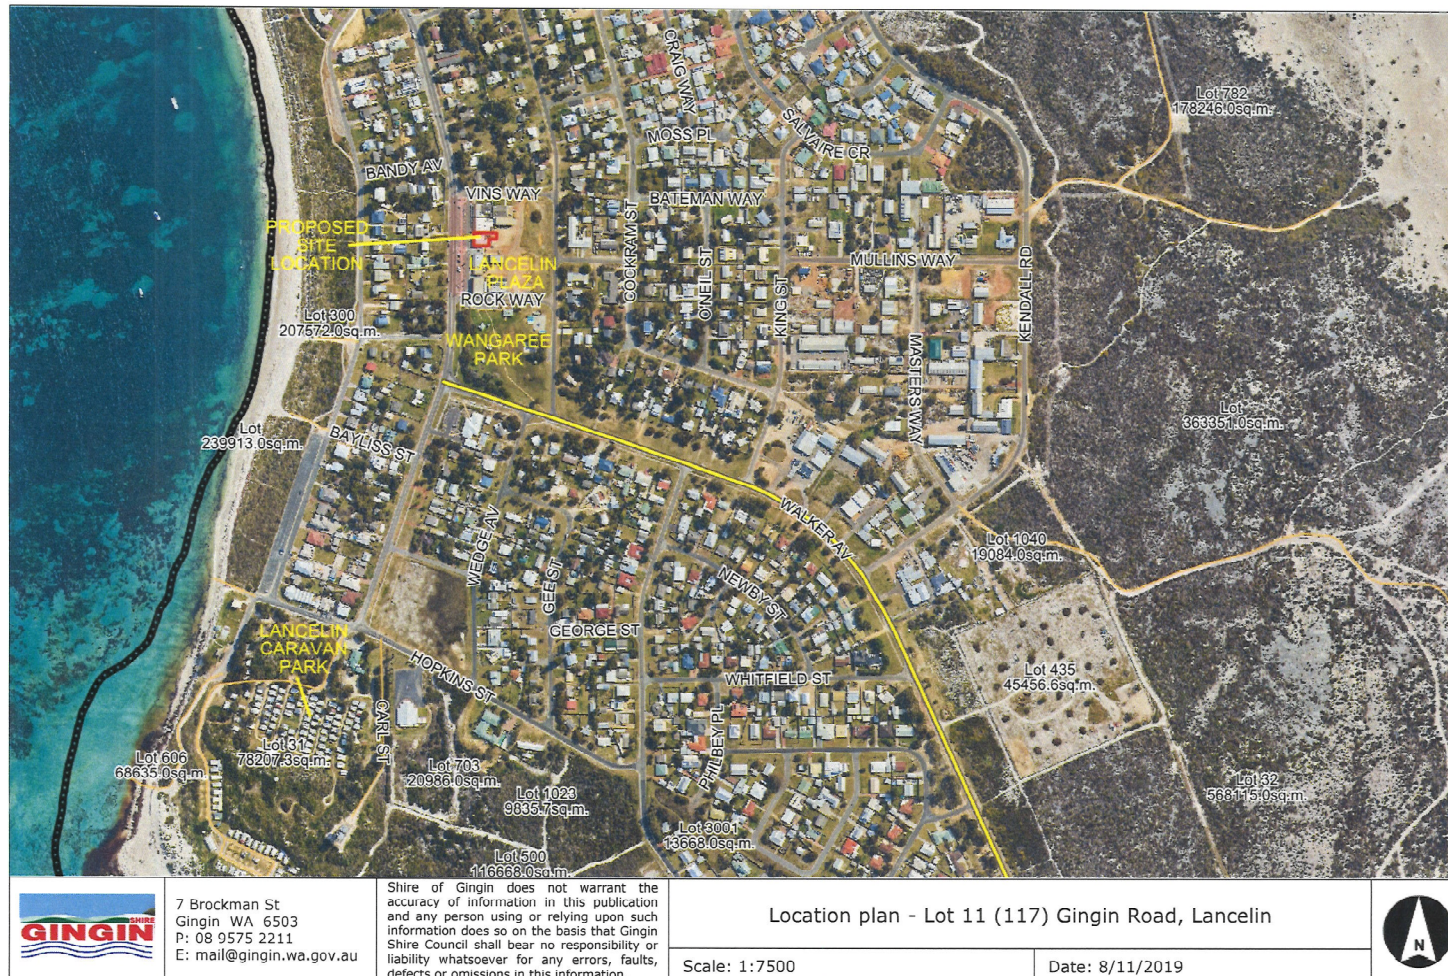 CRAIG WAY
Lot 782
178246.0sq.m.
MOSS PL
SALVAIRE CR
BANDY AV
VINS WAY
BATEMAN WAY
PROPOSED
SITE
LOCATION
LANCELIN
PLAZA
COCKRAM ST
O'NEIL ST
MULLINS WAY
KENDALL RD
KING ST
ROCK WAY
Lot 300
207572.0sq.m.
WANGAREE
PARK
MASTERS WAY
Lot
239913.0sq.m.
BAYLISS ST
Lot
363351.0sq.m.
WALKER AV
WEDGE AV
GEE ST
NEWBY ST
Lot 1040
19084.0sq.m.
GEORGE ST
LANCELIN
CARAVAN
PARK
HOPKINS ST
WHITFIELD ST
Lot 435
45456.6sq.m.
CARL ST
PHILBEY PL
Lot 606
68635.0sq.m.
Lot 31
78207.3sq.m.
Lot 703
20986.0sq.m.
Lot 1023
9835.7sq.m.
Lot 32
568115.0sq.m.
Lot 3001
13668.0sq.m.
Lot 500
116668.0sq.m.
SHIRE
GINGIN
7 Brockman St
Gingin WA 6503
P: 08 9575 2211
E: mail@gingin.wa.gov.au
Shire of Gingin does not warrant the
accuracy of information in this publication
and any person using or relying upon such
information does so on the basis that Gingin
Shire Council shall bear no responsibility or
liability whatsoever for any errors, faults,
defects or omissions in this information
Location plan - Lot 11 (117) Gingin Road, Lancelin
Scale: 1:7500
Date: 8/11/2019
N